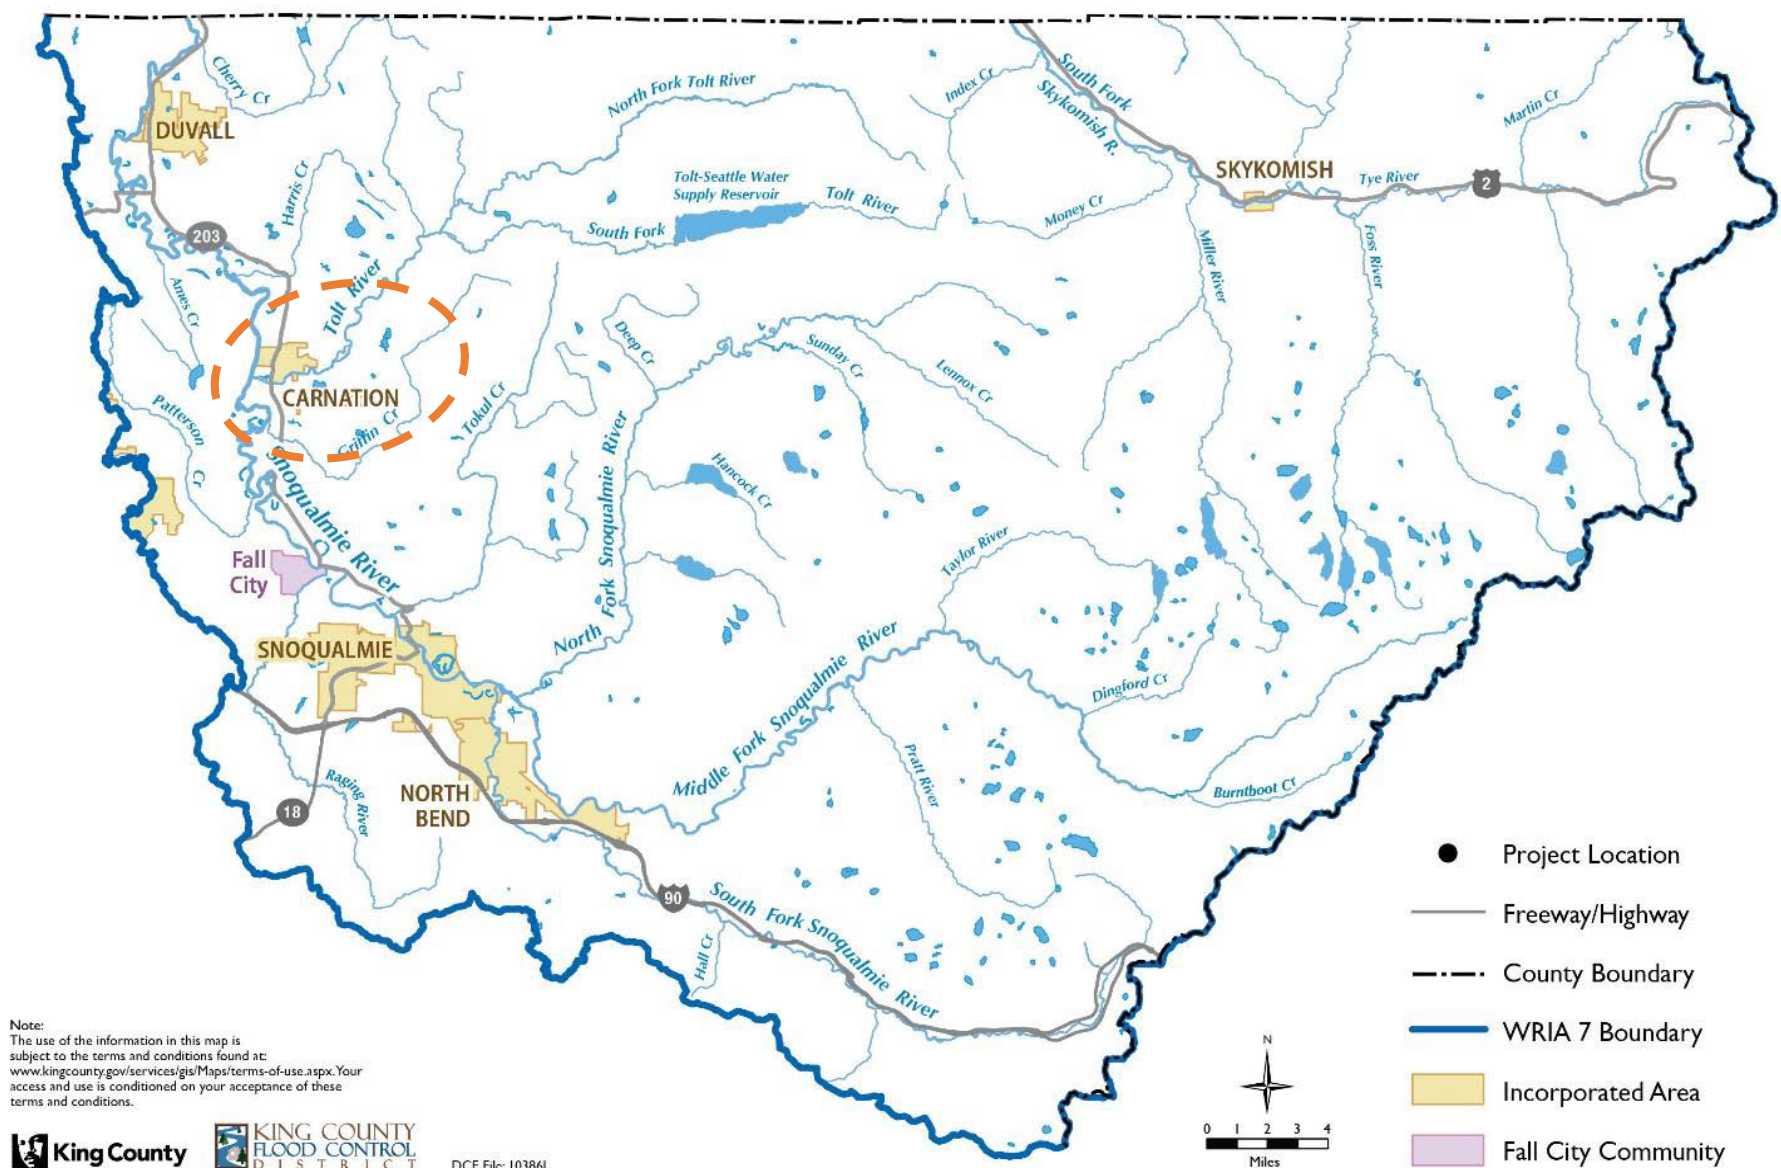 Cherry Cr
DUVALL
Harris Cr
203
Ames Cr
Tolt River
CARNATION
Griffin Cr
Patterson Cr
Snoqualmie River
Tokul Cr
Fall
City
SNOQUALMIE
NORTH
BEND
18
Raging River
North Fork Tolt River
Tolt-Seattle Water
Supply Reservoir
South Fork
Tolt River
Index Cr
South Fork
Skykomish R.
Money Cr
SKYKOMISH
Tye River
2
Martin Cr
Miller River
Foss River
Deep Cr
Sunday Cr
Lennox Cr
North Fork Snoqualmie River
Hancock Cr
Taylor River
Middle Fork Snoqualmie River
Dingford Cr
Pratt River
Burntboot Cr
90
South Fork Snoqualmie River
Hall Cr
Project Location
Freeway/Highway
County Boundary
WRIA 7 Boundary
Incorporated Area
Fall City Community
N
0 1 2 3 4
Miles
Note:
The use of the information in this map is
subject to the terms and conditions found at:
www.kingcounty.gov/services/gis/Maps/terms-of-use.aspx. Your
access and use is conditioned on your acceptance of these
terms and conditions.
King County
KING COUNTY
FLOOD CONTROL
DISTRICT
DCE File: 10386l